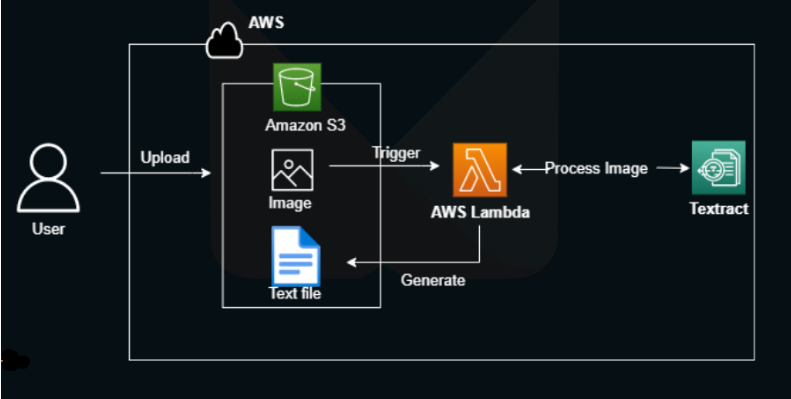 AWS
Amazon S3
Upload
Trigger
Process Image
Image
AWS Lambda
Textract
User
Generate
Text file